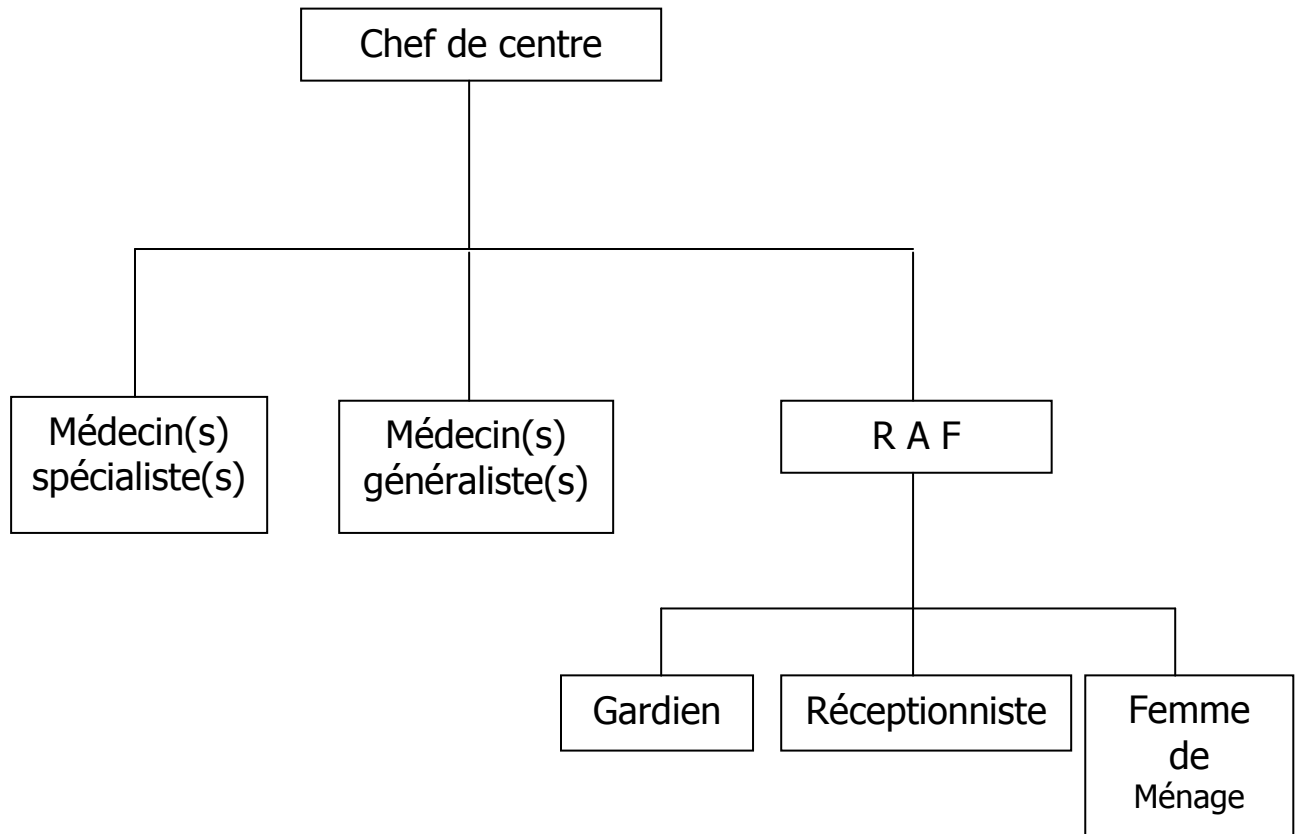 Chef de centre
Médecin(s)
spécialiste(s)
Médecin(s)
généraliste(s)
R A F
Gardien
Réceptionniste
Femme
de
Ménage